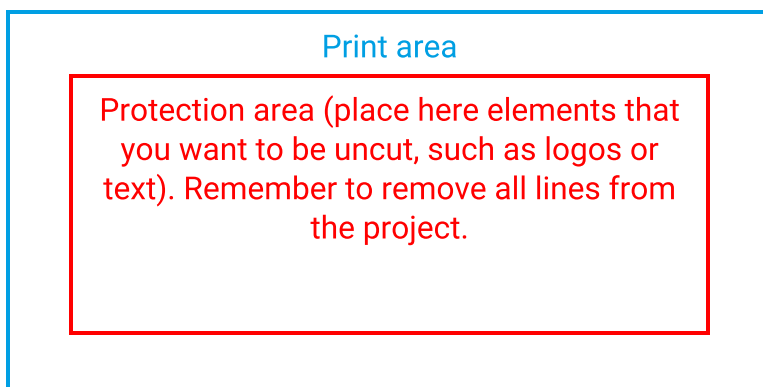 Print area
Protection area (place here elements that
you want to be uncut, such as logos or
text). Remember to remove all lines from
the project.